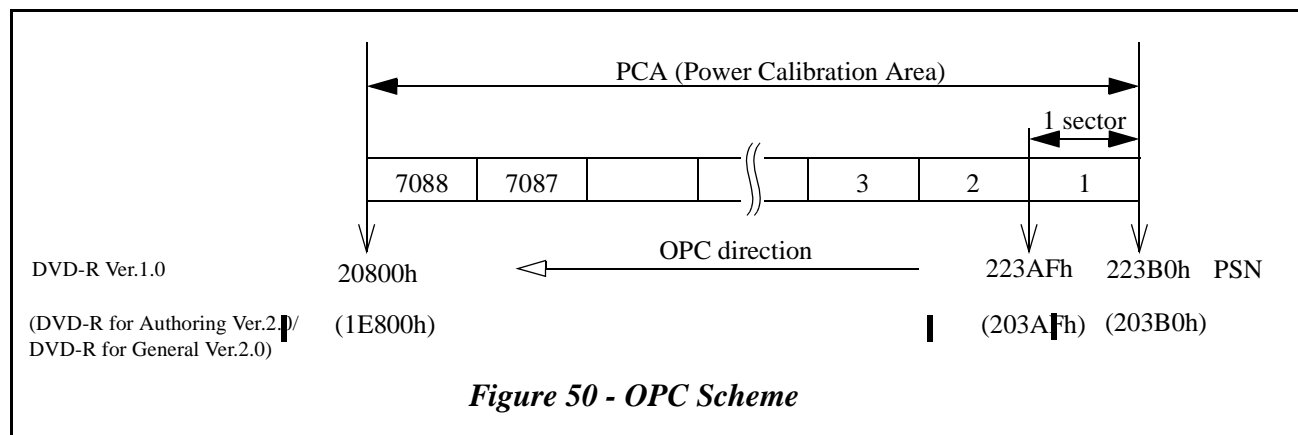 PCA (Power Calibration Area)
1 sector
7088 7087 3 2 1
OPC direction
DVD-R Ver.1.0 20800h 223AFh 223B0h PSN
(DVD-R for Authoring Ver.2.0/ (1E800h) (203AFh) (203B0h)
DVD-R for General Ver.2.0)
Figure 50 - OPC Scheme